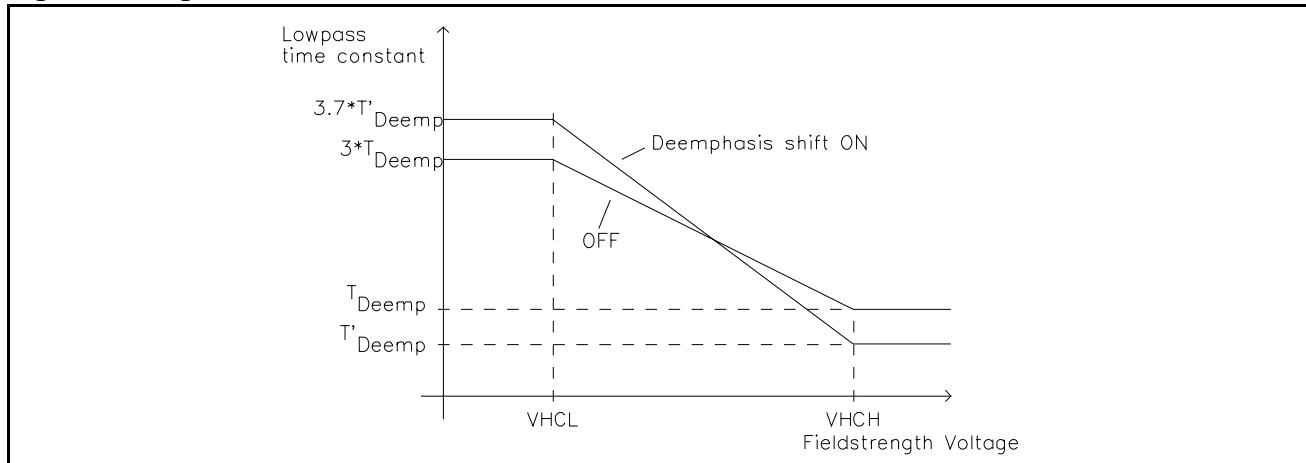 Lowpass
time constant
3.7*T'Deemp
3*TDeemp
Deemphasis shift ON
OFF
TDeemp
T'Deemp
VHCL
VHCH
Fieldstrength Voltage